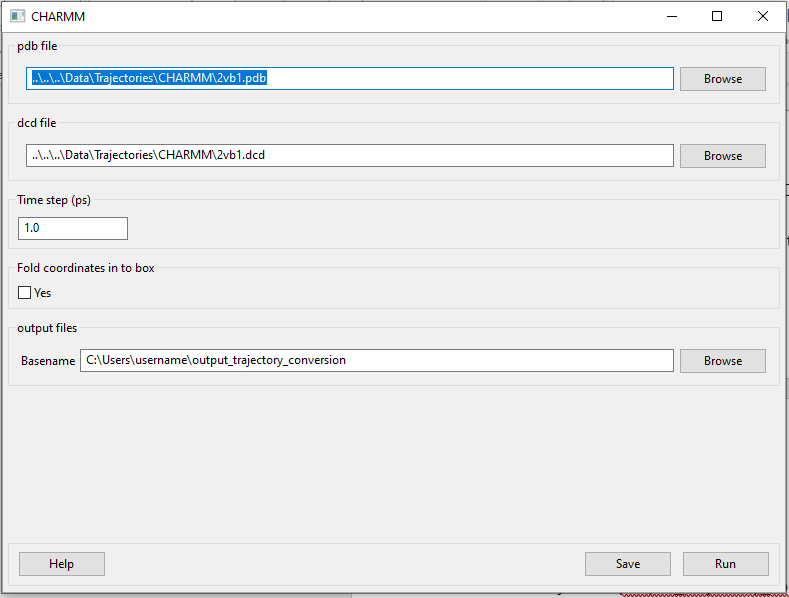 CHARMM
pdb file
..\..\..\Data\Trajectories\CHARMM\2vb1.pdb
Browse
dcd file
..\..\..\Data\Trajectories\CHARMM\2vb1.dcd
Browse
Time step (ps)
1.0
Fold coordinates in to box
Yes
output files
Basename C:\Users\username\output_trajectory_conversion Browse
Help Save Run